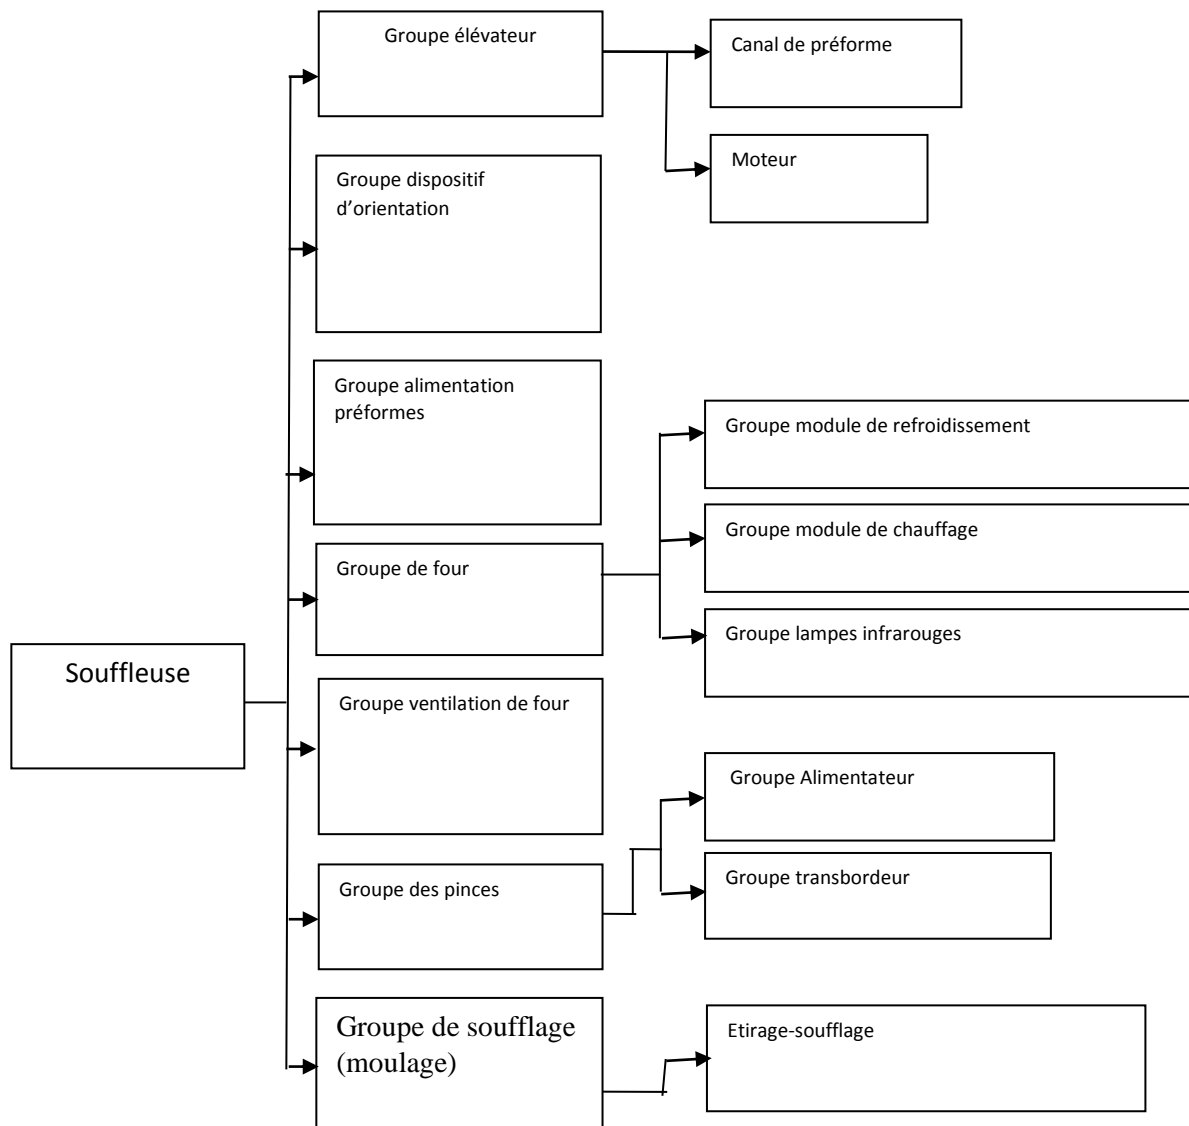 Groupe élévateur
Canal de préforme
Moteur
Groupe dispositif
d’orientation
Groupe alimentation
préformes
Groupe module de refroidissement
Groupe module de chauffage
Groupe de four
Groupe lampes infrarouges
Souffleuse
Groupe ventilation de four
Groupe Alimentateur
Groupe des pinces
Groupe transbordeur
Groupe de soufflage
(moulage)
Etirage-soufflage